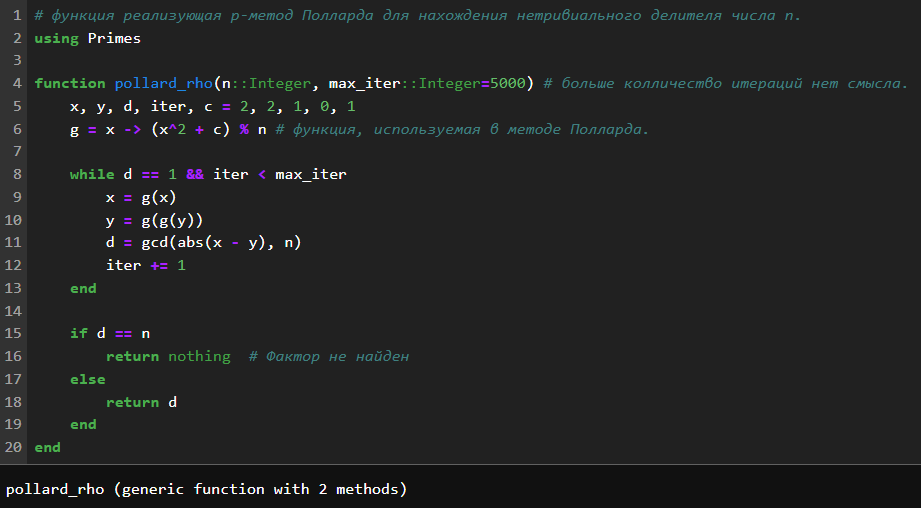 1 # функция реализующая p-метод Полларда для нахождения нетривиального делителя числа n.
2 using Primes
3
4 function pollard_rho(n::Integer, max_iter::Integer=5000) # больше колличество итераций нет смысла.
5     x, y, d, iter, c = 2, 2, 1, 0, 1
6     g = x -> (x^2 + c) % n # функция, используемая в методе Полларда.
7
8     while d == 1 && iter < max_iter
9         x = g(x)
10         y = g(g(y))
11         d = gcd(abs(x - y), n)
12         iter += 1
13     end
14
15     if d == n
16         return nothing  # Фактор не найден
17     else
18         return d
19     end
20 end
pollard_rho (generic function with 2 methods)